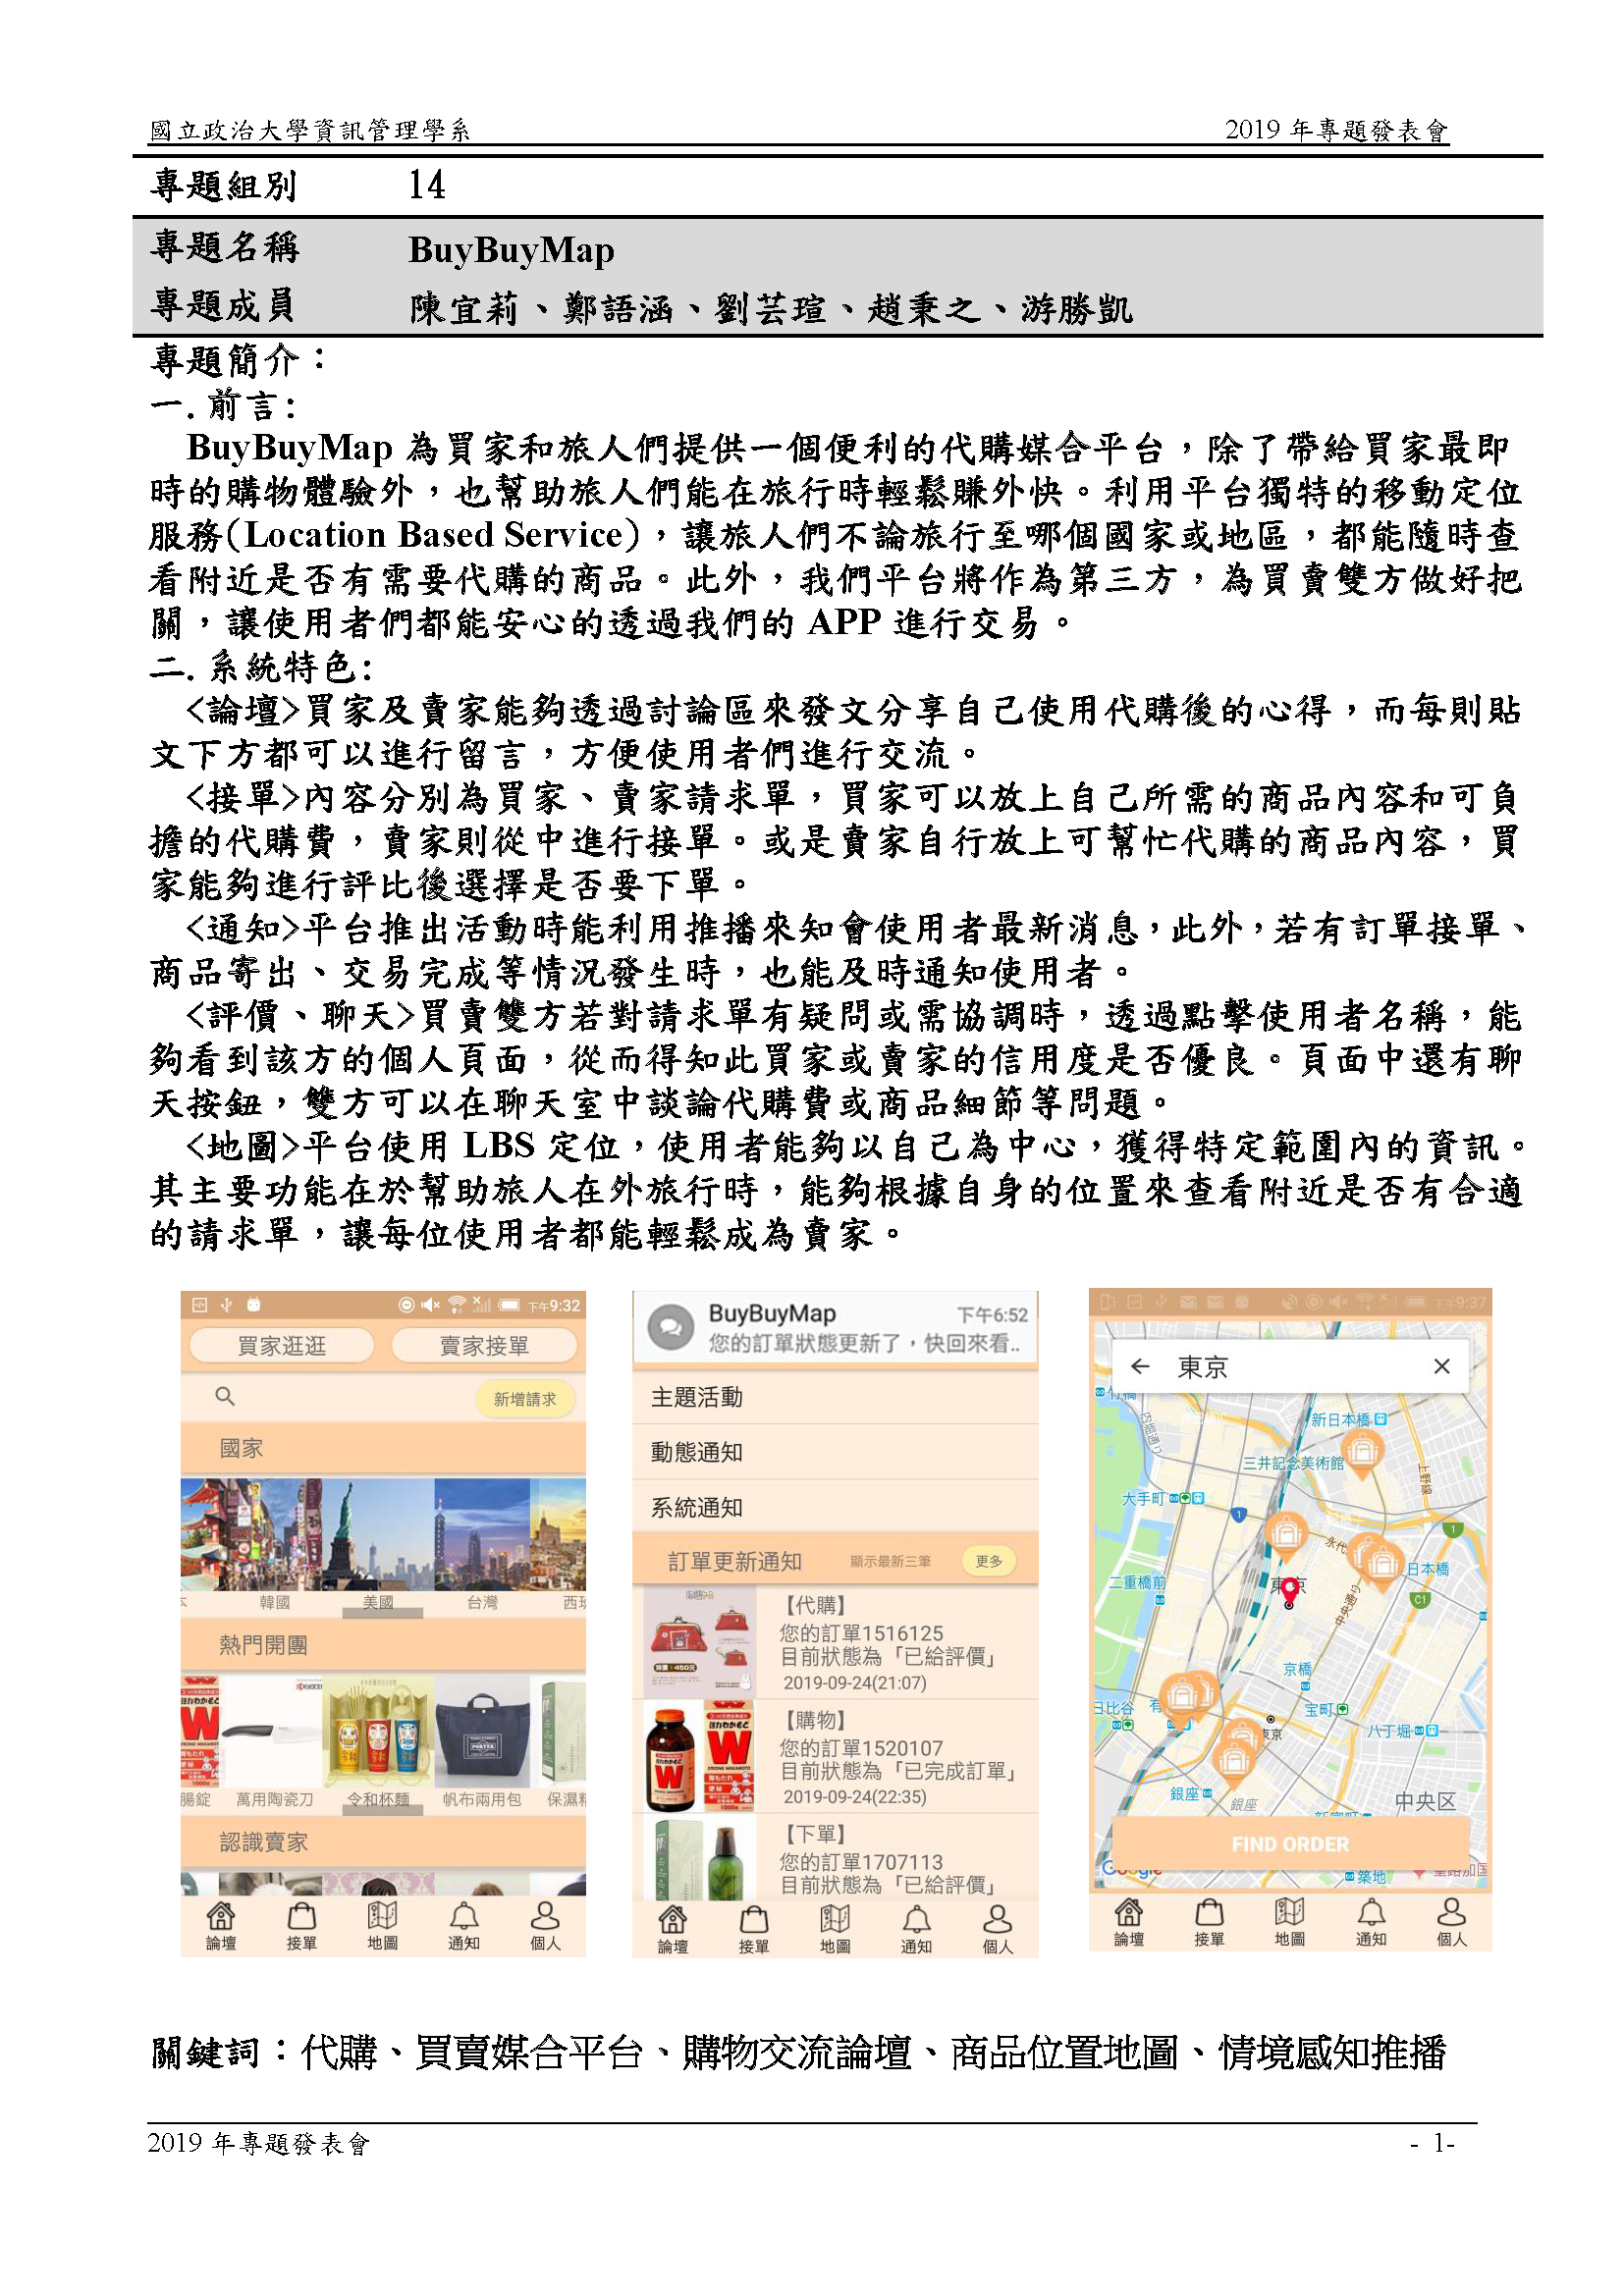 國立政治大學資訊管理學系 2019 年專題發表會
專題組別 14
專題名稱 BuyBuyMap
專題成員 陳宜莉、鄭語涵、劉芸瑄、趙秉之、游勝凱
專題簡介：
一. 前言:
BuyBuyMap 為買家和旅人們提供一個便利的代購媒合平台，除了帶給買家最即
時的購物體驗外，也幫助旅人們能在旅行時輕鬆賺外快。利用平台獨特的移動定位
服務(Location Based Service)，讓旅人們不論旅行至哪個國家或地區，都能隨時查
看附近是否有需要代購的商品。此外，我們平台將作為第三方，為買賣雙方做好把
關，讓使用者們都能安心的透過我們的 APP 進行交易。
二. 系統特色:
<論壇>買家及賣家能夠透過討論區來發文分享自己使用代購後的心得，而每則貼
文下方都可以進行留言，方便使用者們進行交流。
<接單>內容分別為買家、賣家請求單，買家可以放上自己所需的商品內容和可負
擔的代購費，賣家則從中進行接單。或是賣家自行放上可幫忙代購的商品內容，買
家能夠進行評比後選擇是否要下單。
<通知>平台推出活動時能利用推播來知會使用者最新消息，此外，若有訂單接單、
商品寄出、交易完成等情況發生時，也能及時通知使用者。
<評價、聊天>買賣雙方若對請求單有疑問或需協調時，透過點擊使用者名稱，能
夠看到該方的個人頁面，從而得知此買家或賣家的信用度是否優良。頁面中還有聊
天按鈕，雙方可以在聊天室中談論代購費或商品細節等問題。
<地圖>平台使用 LBS 定位，使用者能夠以自己為中心，獲得特定範圍內的資訊。
其主要功能在於幫助旅人在外旅行時，能夠根據自身的位置來查看附近是否有合適
的請求單，讓每位使用者都能輕鬆成為賣家。
下午9:32
買家逛逛 賣家接單
新增請求
國家
韓國 美國 台灣
熱門開團
腸錠 萬用陶瓷刀 令和杯麵 帆布兩用包 保濕
認識賣家
論壇 接單 地圖 通知 個人
BuyBuyMap 下午6:52
您的訂單狀態更新了，快回來看..
主題活動
動態通知
系統通知
訂單更新通知 顯示最新三筆 更多
【代購】
您的訂單1516125
目前狀態為「已給評價」
2019-09-24(21:07)
【購物】
您的訂單1520107
目前狀態為「已完成訂單」
2019-09-24(22:35)
【下單】
您的訂單1707113
目前狀態為「已給評價」
論壇 接單 地圖 通知 個人
下午9:37
東京
竹橋
新日本橋
三井記念美術館
大手町
永代
日本橋
二重橋前
東京
中央通り
京橋
日比谷 有
宝町
東京
八丁堀
銀座
銀座
中央区
FIND ORDER
Google
築地
論壇 接單 地圖 通知 個人
關鍵詞：代購、買賣媒合平台、購物交流論壇、商品位置地圖、情境感知推播
2019 年專題發表會 - 1-